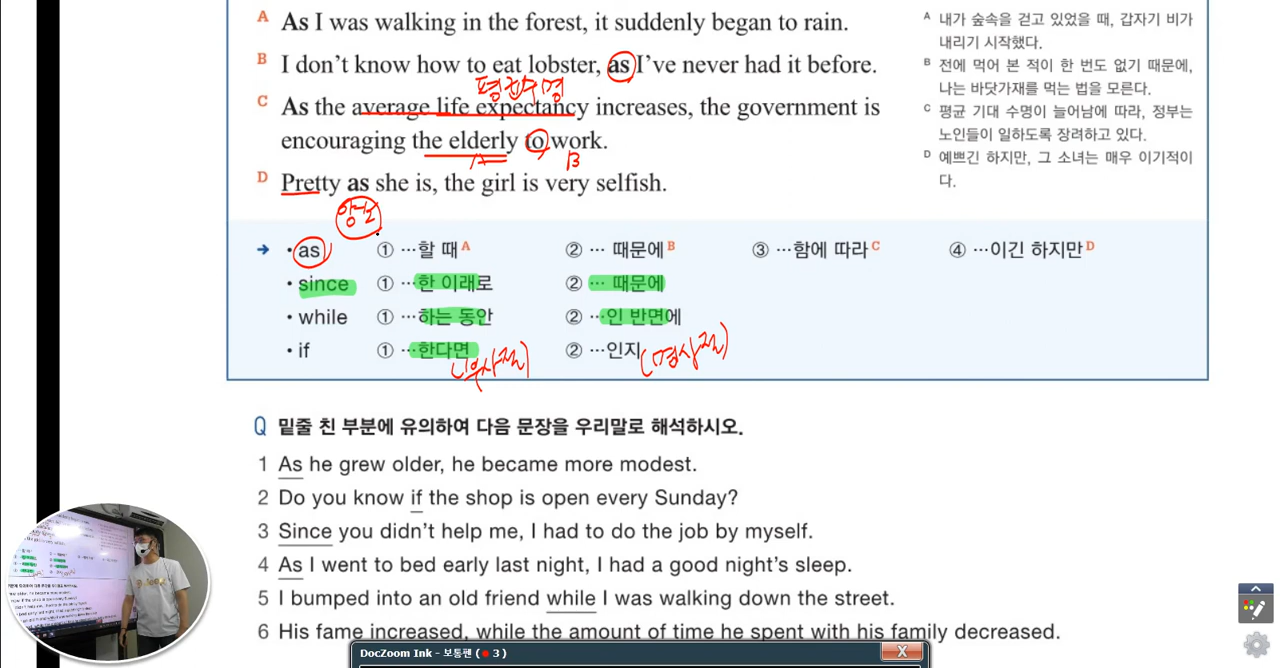 A As I was walking in the forest, it suddenly began to rain.
B I don't know how to eat lobster, as I've never had it before.
평균수명
C As the average life expectancy increases, the government is
encouraging the elderly to work.
A B
D Pretty as she is, the girl is very selfish.
A 내가 숲속을 걷고 있었을 때, 갑자기 비가
내리기 시작했다.
B 전에 먹어 본 적이 한 번도 없기 때문에,
나는 바닷가재를 먹는 법을 모른다.
C 평균 기대 수명이 늘어남에 따라, 정부는
노인들이 일하도록 장려하고 있다.
D 예쁘긴 하지만, 그 소녀는 매우 이기적이
다.
양보
→ • as ① …할 때 A ② … 때문에 B ③ …함에 따라 C ④ …이긴 하지만 D
• since ① …한 이래로 ② … 때문에
• while ① …하는 동안 ② …인 반면에
• if ① …한다면 ② …인지 (명사절)
(부사절)
Q 밑줄 친 부분에 유의하여 다음 문장을 우리말로 해석하시오.
1 As he grew older, he became more modest.
2 Do you know if the shop is open every Sunday?
3 Since you didn't help me, I had to do the job by myself.
4 As I went to bed early last night, I had a good night's sleep.
5 I bumped into an old friend while I was walking down the street.
6 His fame increased, while the amount of time he spent with his family decreased.
DocZoom Ink - 보통펜 ( 3 )
X